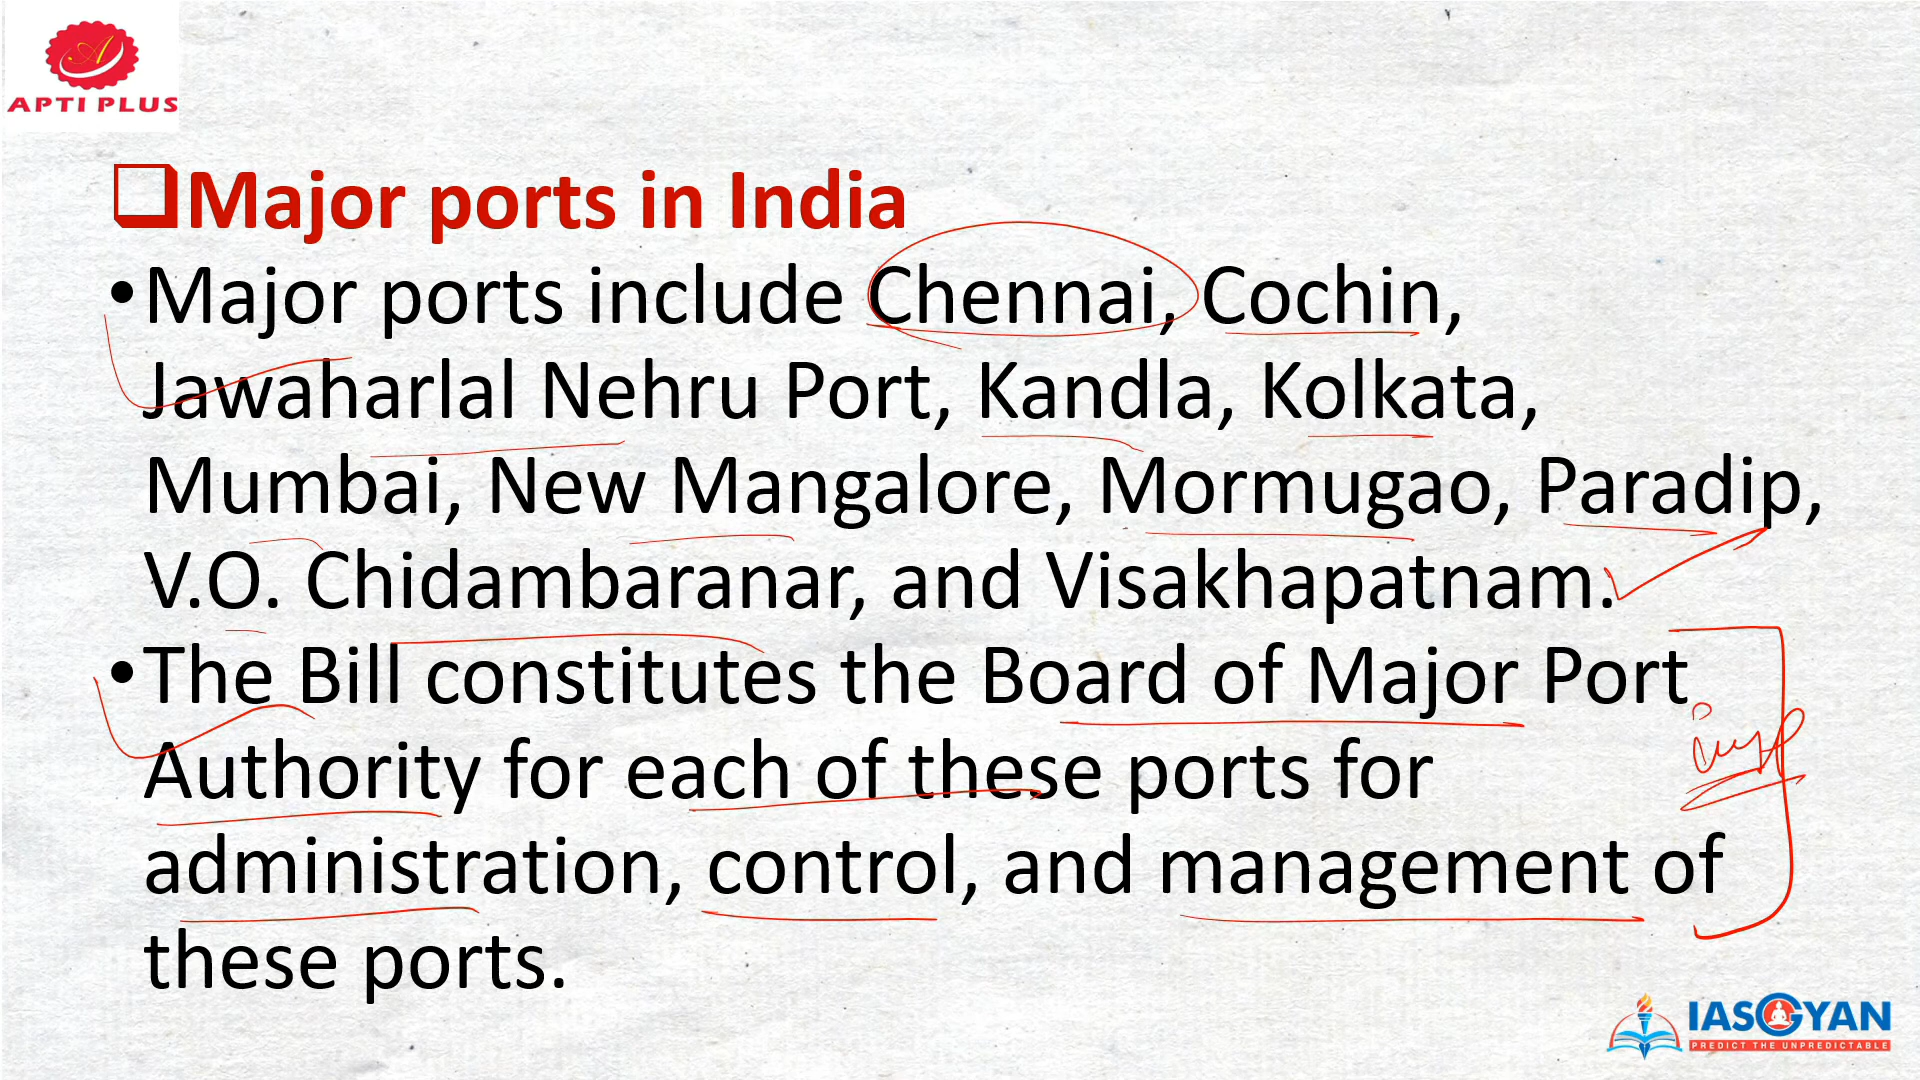 APTI PLUS
Major ports in India
•Major ports include Chennai, Cochin,
Jawaharlal Nehru Port, Kandla, Kolkata,
Mumbai, New Mangalore, Mormugao, Paradip,
V.O. Chidambaranar, and Visakhapatnam.
•The Bill constitutes the Board of Major Port
Authority for each of these ports for
imp
administration, control, and management of
these ports.
IASGYAN
PREDICT THE UNPREDICTABLE